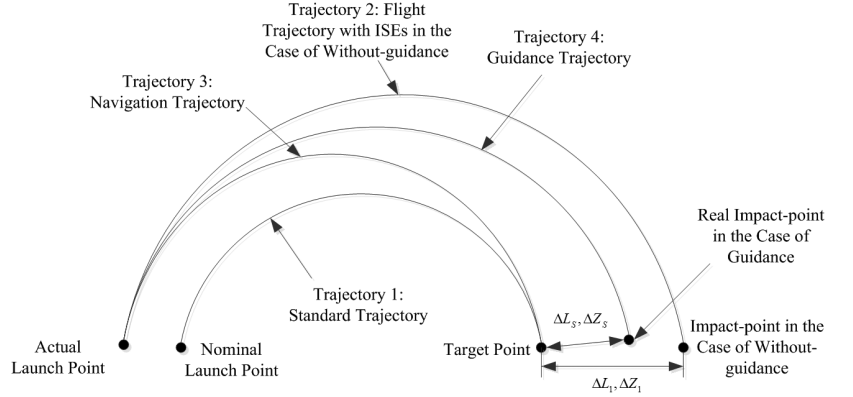 Trajectory 2: Flight
Trajectory with ISEs in the
Case of Without-guidance
Trajectory 4:
Guidance Trajectory
Trajectory 3:
Navigation Trajectory
Real Impact-point
in the Case of
Guidance
Trajectory 1:
Standard Trajectory
Actual
Launch Point
Nominal
Launch Point
Target Point
ΔL_S, ΔZ_S
Impact-point in the
Case of Without-
guidance
ΔL₁, ΔZ₁